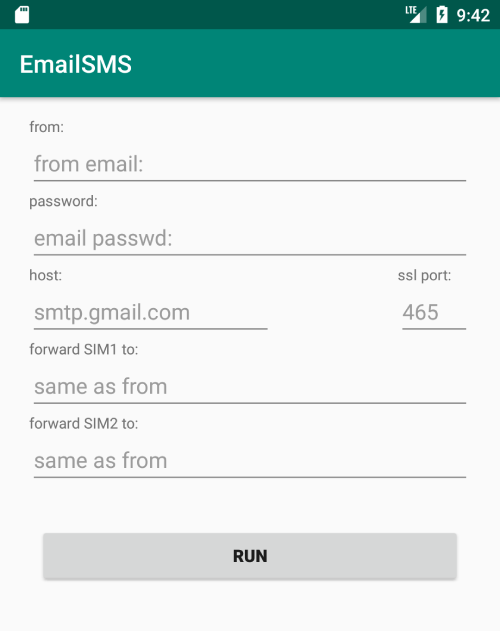 LTE 9:42
EmailSMS
from:
from email:
password:
email passwd:
host: ssl port:
smtp.gmail.com 465
forward SIM1 to:
same as from
forward SIM2 to:
same as from
RUN